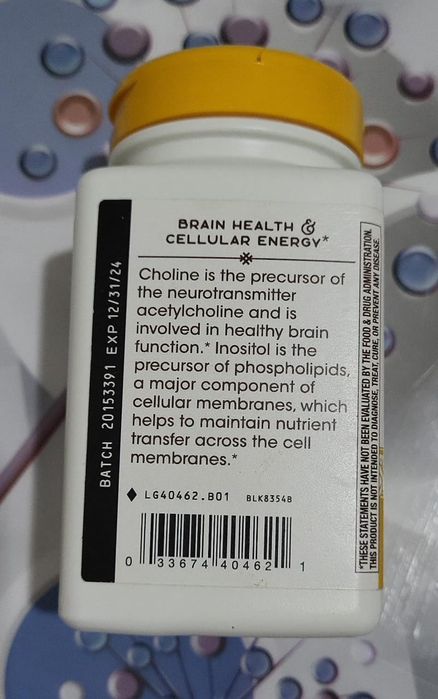 BRAIN HEALTH &
CELLULAR ENERGY*
Choline is the precursor of
the neurotransmitter
acetylcholine and is
involved in healthy brain
function.* Inositol is the
precursor of phospholipids,
a major component of
cellular membranes, which
helps to maintain nutrient
transfer across the cell
membranes.*
LG40462.B01 BLK8354B
0 33674 40462 1
BATCH 20153391 EXP 12/31/24
*THESE STATEMENTS HAVE NOT BEEN EVALUATED BY THE FOOD & DRUG ADMINISTRATION.
THIS PRODUCT IS NOT INTENDED TO DIAGNOSE, TREAT, CURE, OR PREVENT ANY DISEASE.